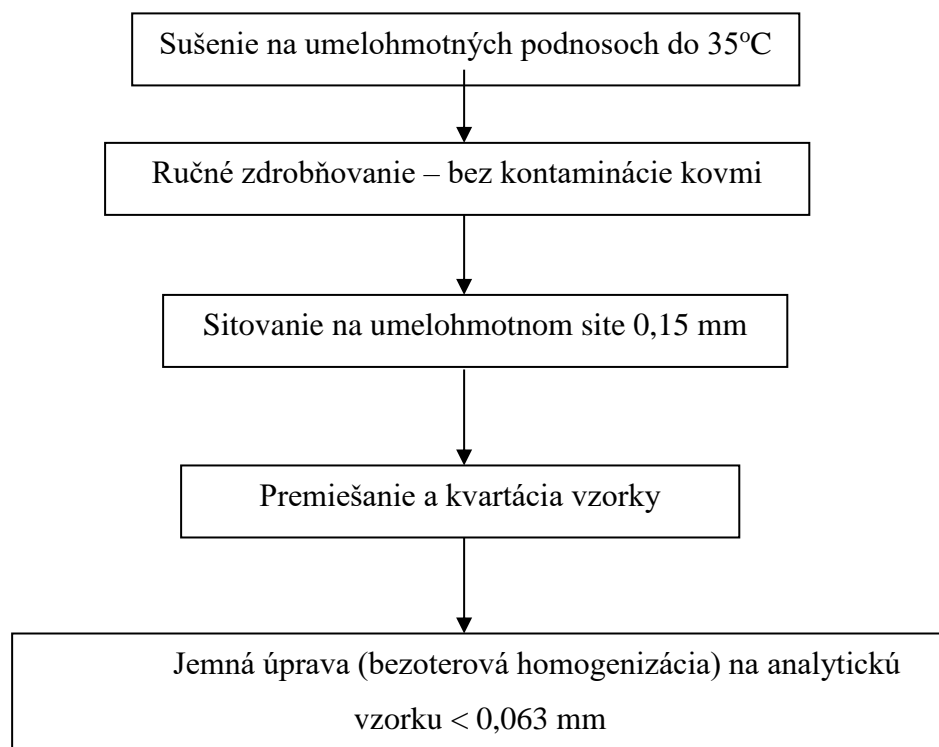 Sušenie na umelohmotných podnosoch do 35°C
Ručné zdrobňovanie – bez kontaminácie kovmi
Sitovanie na umelohmotnom site 0,15 mm
Premiešanie a kvartácia vzorky
Jemná úprava (bezoterová homogenizácia) na analytickú
vzorku < 0,063 mm